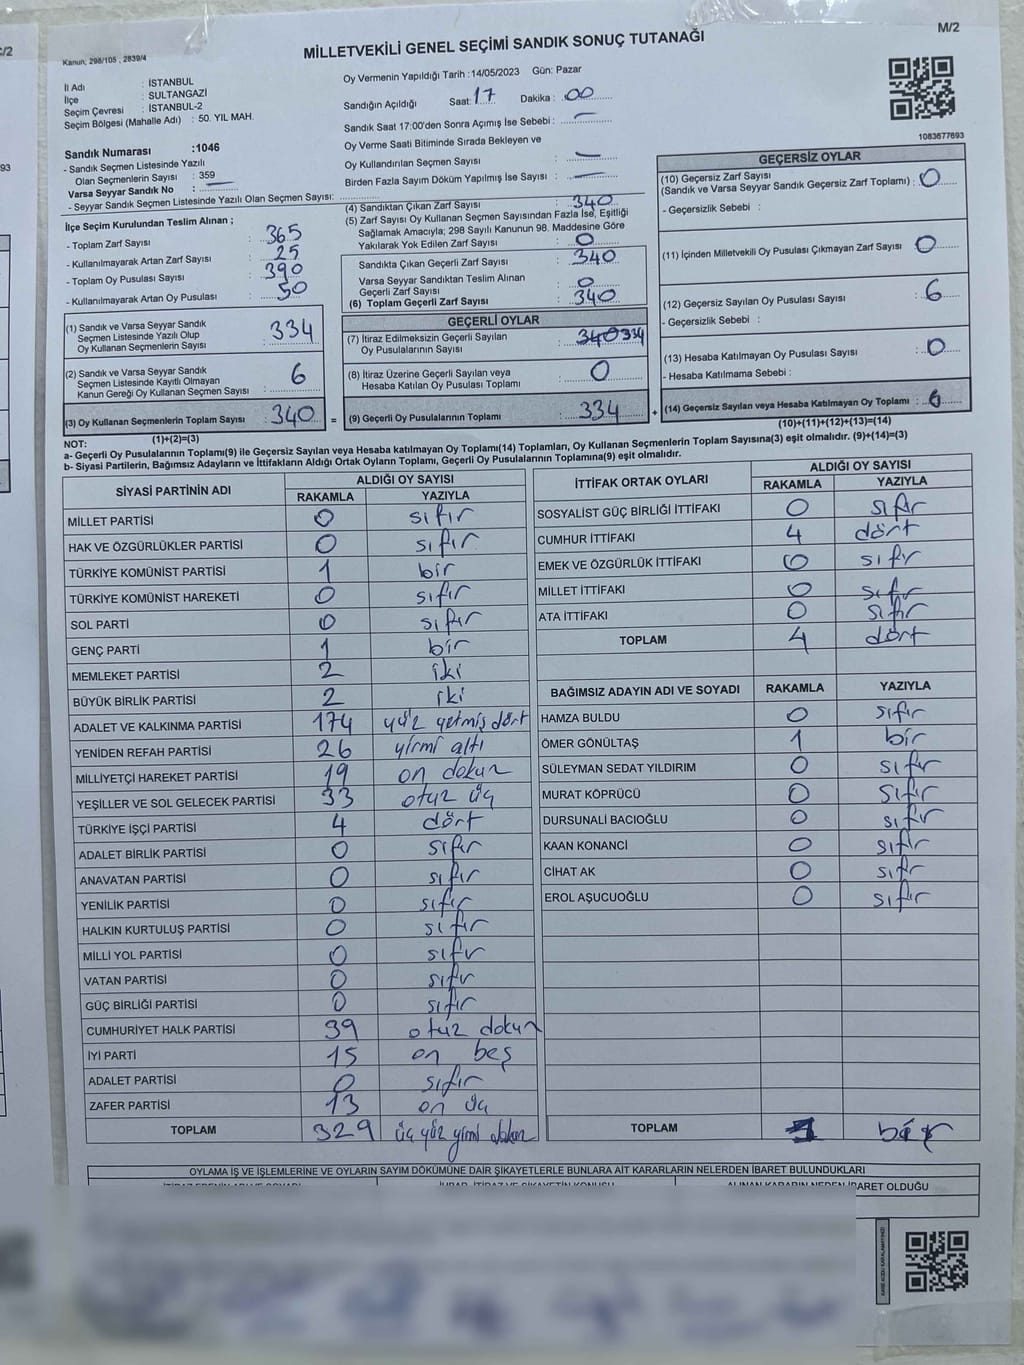 M/2
MİLLETVEKİLİ GENEL SEÇİMİ SANDIK SONUÇ TUTANAĞI
Kanun; 298/105 , 2839/4
İl Adı : İSTANBUL
İlçe : SULTANGAZİ
Seçim Çevresi : İSTANBUL-2
Seçim Bölgesi (Mahalle Adı) : 50. YIL MAH.
Oy Vermenin Yapıldığı Tarih :14/05/2023 Gün: Pazar
Sandığın Açıldığı Saat: 17 Dakika : 00
Sandık Saat 17:00'den Sonra Açımış İse Sebebi : —
Oy Verme Saati Bitiminde Sırada Bekleyen ve
Oy Kullandırılan Seçmen Sayısı : —
Birden Fazla Sayım Döküm Yapılmış İse Sayısı : —
1083677693
Sandık Numarası :1046
- Sandık Seçmen Listesinde Yazılı
Olan Seçmenlerin Sayısı : 359
Varsa Seyyar Sandık No : —
- Seyyar Sandık Seçmen Listesinde Yazılı Olan Seçmen Sayısı:
İlçe Seçim Kurulundan Teslim Alınan ;
- Toplam Zarf Sayısı : 365
- Kullanılmayarak Artan Zarf Sayısı : 25
- Toplam Oy Pusulası Sayısı : 390
- Kullanılmayarak Artan Oy Pusulası : 50
(1) Sandık ve Varsa Seyyar Sandık
Seçmen Listesinde Yazılı Olup
Oy Kullanan Seçmenlerin Sayısı : 334
(2) Sandık ve Varsa Seyyar Sandık
Seçmen Listesinde Kayıtlı Olmayan
Kanun Gereği Oy Kullanan Seçmen Sayısı : 6
(3) Oy Kullanan Seçmenlerin Toplam Sayısı : 340 =
(1)+(2)=(3)
(4) Sandıktan Çıkan Zarf Sayısı : 340
(5) Zarf Sayısı Oy Kullanan Seçmen Sayısından Fazla İse, Eşitliği
Sağlamak Amacıyla; 298 Sayılı Kanunun 98. Maddesine Göre
Yakılarak Yok Edilen Zarf Sayısı : 0
Sandıkta Çıkan Geçerli Zarf Sayısı : 340
Varsa Seyyar Sandıktan Teslim Alınan
Geçerli Zarf Sayısı : 0
(6) Toplam Geçerli Zarf Sayısı : 340
GEÇERLİ OYLAR
(7) İtiraz Edilmeksizin Geçerli Sayılan
Oy Pusulalarının Sayısı : 340 334
(8) İtiraz Üzerine Geçerli Sayılan veya
Hesaba Katılan Oy Pusulası Toplamı : 0
(9) Geçerli Oy Pusulalarının Toplamı : 334 +
GEÇERSİZ OYLAR
(10) Geçersiz Zarf Sayısı
(Sandık ve Varsa Seyyar Sandık Geçersiz Zarf Toplamı) : 0
- Geçersizlik Sebebi :
(11) İçinden Milletvekili Oy Pusulası Çıkmayan Zarf Sayısı : 0
(12) Geçersiz Sayılan Oy Pusulası Sayısı : 6
- Geçersizlik Sebebi :
(13) Hesaba Katılmayan Oy Pusulası Sayısı : 0
- Hesaba Katılmama Sebebi :
(14) Geçersiz Sayılan veya Hesaba Katılmayan Oy Toplamı : 6
(10)+(11)+(12)+(13)=(14)
NOT:
a- Geçerli Oy Pusulalarının Toplamı(9) ile Geçersiz Sayılan veya Hesaba katılmayan Oy Toplamı(14) Toplamları, Oy Kullanan Seçmenlerin Toplam Sayısına(3) eşit olmalıdır. (9)+(14)=(3)
b- Siyasi Partilerin, Bağımsız Adayların ve İttifakların Aldığı Ortak Oyların Toplamı, Geçerli Oy Pusulalarının Toplamına(9) eşit olmalıdır.
SİYASİ PARTİNİN ADI ALDIĞI OY SAYISI
RAKAMLA YAZIYLA
MİLLET PARTİSİ 0 sıfır
HAK VE ÖZGÜRLÜKLER PARTİSİ 0 sıfır
TÜRKİYE KOMÜNİST PARTİSİ 1 bir
TÜRKİYE KOMÜNİST HAREKETİ 0 sıfır
SOL PARTİ 0 sıfır
GENÇ PARTİ 1 bir
MEMLEKET PARTİSİ 2 iki
BÜYÜK BİRLİK PARTİSİ 2 iki
ADALET VE KALKINMA PARTİSİ 174 yüz yetmiş dört
YENİDEN REFAH PARTİSİ 26 yirmi altı
MİLLİYETÇİ HAREKET PARTİSİ 19 on dokuz
YEŞİLLER VE SOL GELECEK PARTİSİ 33 otuz üç
TÜRKİYE İŞÇİ PARTİSİ 4 dört
ADALET BİRLİK PARTİSİ 0 sıfır
ANAVATAN PARTİSİ 0 sıfır
YENİLİK PARTİSİ 0 sıfır
HALKIN KURTULUŞ PARTİSİ 0 sıfır
MİLLİ YOL PARTİSİ 0 sıfır
VATAN PARTİSİ 0 sıfır
GÜÇ BİRLİĞİ PARTİSİ 0 sıfır
CUMHURİYET HALK PARTİSİ 39 otuz dokuz
İYİ PARTİ 15 on beş
ADALET PARTİSİ 0 sıfır
ZAFER PARTİSİ 13 on üç
TOPLAM 329 üç yüz yirmi dokuz
İTTİFAK ORTAK OYLARI ALDIĞI OY SAYISI
RAKAMLA YAZIYLA
SOSYALİST GÜÇ BİRLİĞİ İTTİFAKI 0 sıfır
CUMHUR İTTİFAKI 4 dört
EMEK VE ÖZGÜRLÜK İTTİFAKI 0 sıfır
MİLLET İTTİFAKI 0 sıfır
ATA İTTİFAKI 0 sıfır
TOPLAM 4 dört
BAĞIMSIZ ADAYIN ADI VE SOYADI RAKAMLA YAZIYLA
HAMZA BULDU 0 sıfır
ÖMER GÖNÜLTAŞ 1 bir
SÜLEYMAN SEDAT YILDIRIM 0 sıfır
MURAT KÖPRÜCÜ 0 sıfır
DURSUNALİ BACIOĞLU 0 sıfır
KAAN KONANCİ 0 sıfır
CİHAT AK 0 sıfır
EROL AŞUCUOĞLU 0 sıfır
TOPLAM 1 bir
OYLAMA İŞ VE İŞLEMLERİNE VE OYLARIN SAYIM DÖKÜMÜNE DAİR ŞİKAYETLERLE BUNLARA AİT KARARLARIN NELERDEN İBARET BULUNDUKLARI
ALINAN KARARIN NEDEN İBARET OLDUĞU